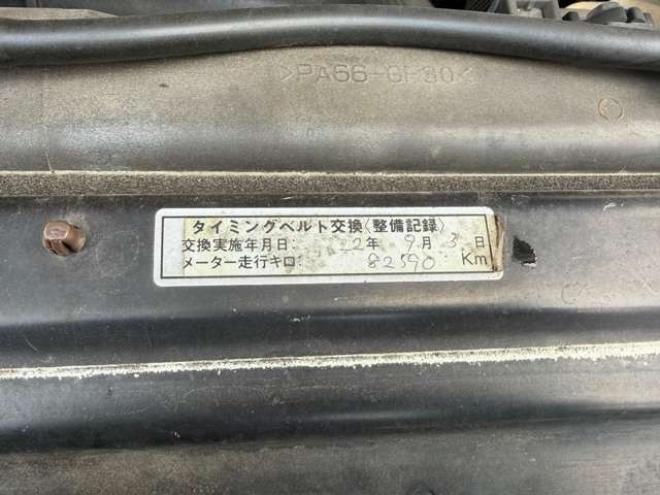 >PA66-GF30<
タイミングベルト交換〈整備記録〉
交換実施年月日: 2年 9月 3日
メーター走行キロ: 82590 Km